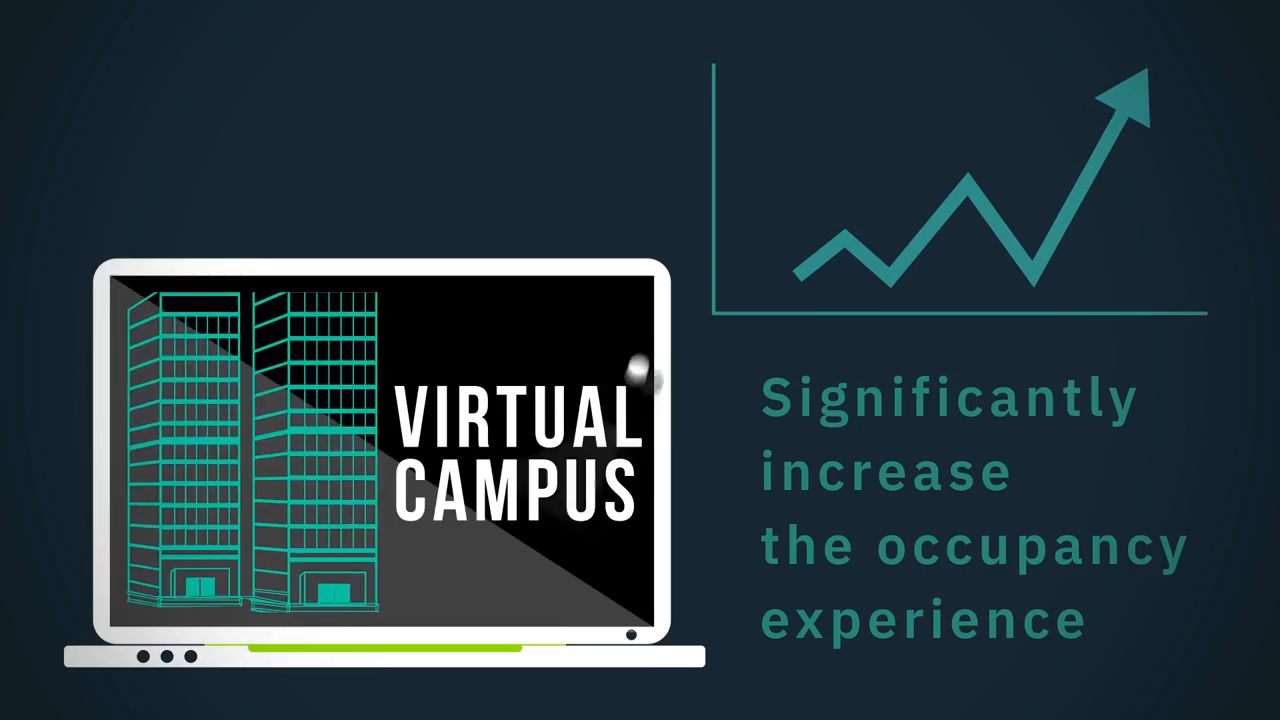 VIRTUAL
CAMPUS
Significantly
increase
the occupancy
experience